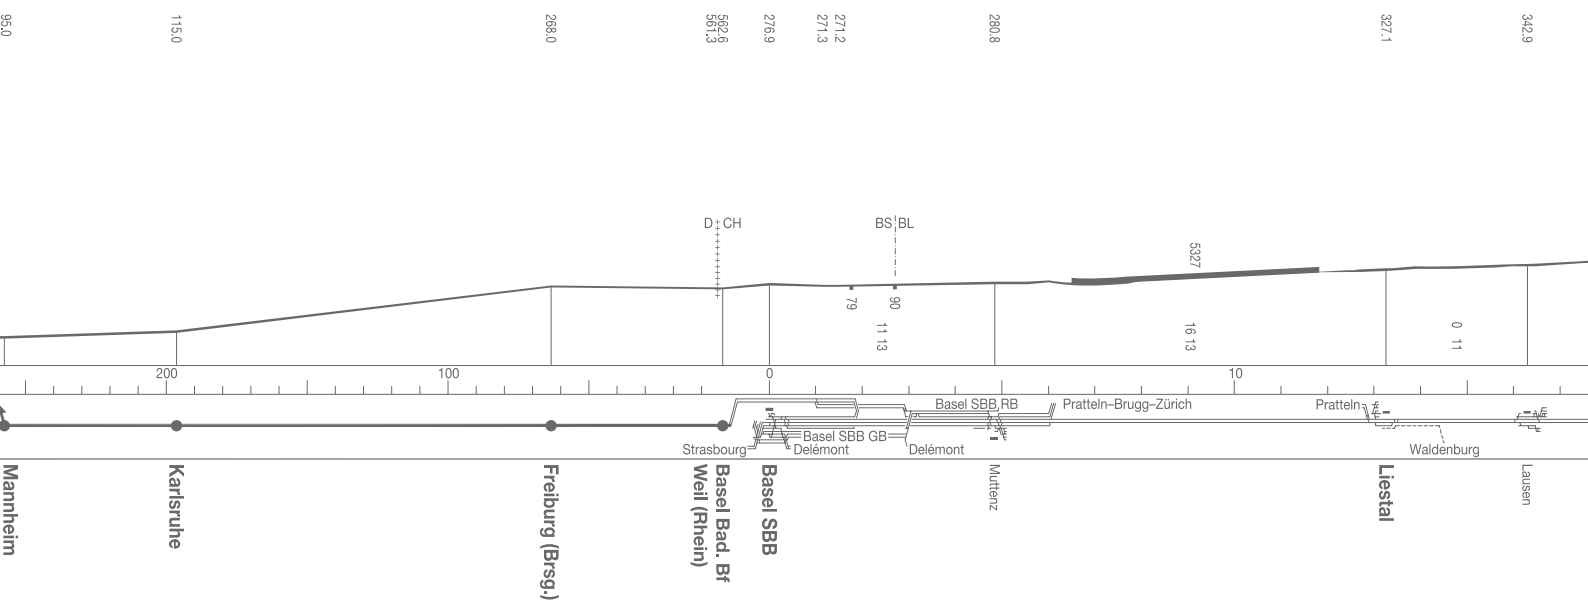 95.0
115.0
268.0
561.3
562.6
276.9
271.3
271.2
280.8
327.1
342.9
D CH
BS BL
5327
79
90
11 13
16 13
0 11
200
100
0
10
Basel SBB RB
Pratteln–Brugg–Zürich
Pratteln
Basel SBB GB
Strasbourg
Delémont
Delémont
Waldenburg
Mannheim
Karlsruhe
Freiburg (Brsg.)
Weil (Rhein)
Basel Bad. Bf
Basel SBB
Muttenz
Liestal
Lausen